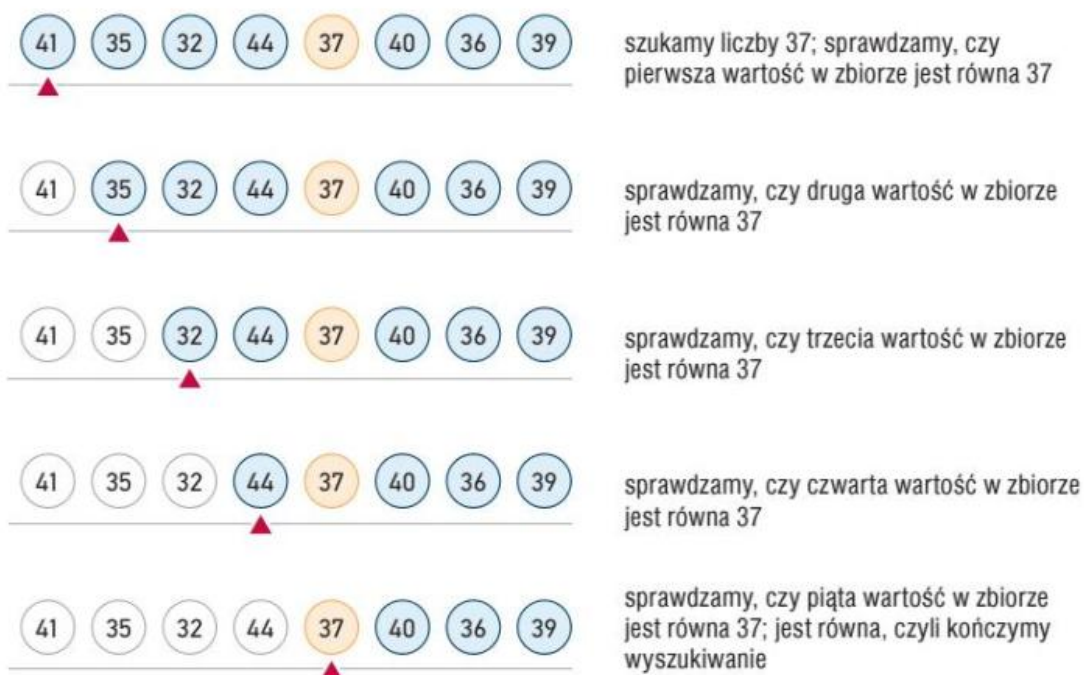 41 35 32 44 37 40 36 39
szukamy liczby 37; sprawdzamy, czy
pierwsza wartość w zbiorze jest równa 37
41 35 32 44 37 40 36 39
sprawdzamy, czy druga wartość w zbiorze
jest równa 37
41 35 32 44 37 40 36 39
sprawdzamy, czy trzecia wartość w zbiorze
jest równa 37
41 35 32 44 37 40 36 39
sprawdzamy, czy czwarta wartość w zbiorze
jest równa 37
41 35 32 44 37 40 36 39
sprawdzamy, czy piąta wartość w zbiorze
jest równa 37; jest równa, czyli kończymy
wyszukiwanie